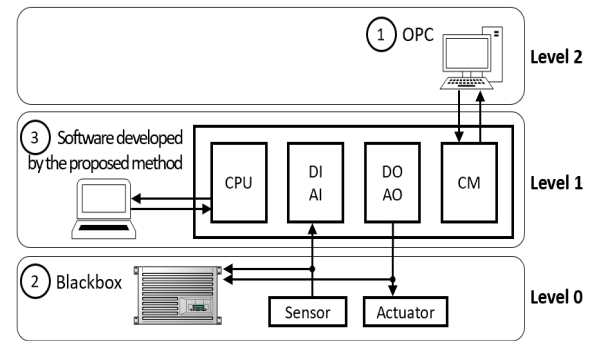 1 OPC
Level 2
3 Software developed
by the proposed method
CPU
DI
AI
DO
AO
CM
Level 1
2 Blackbox
Sensor
Actuator
Level 0